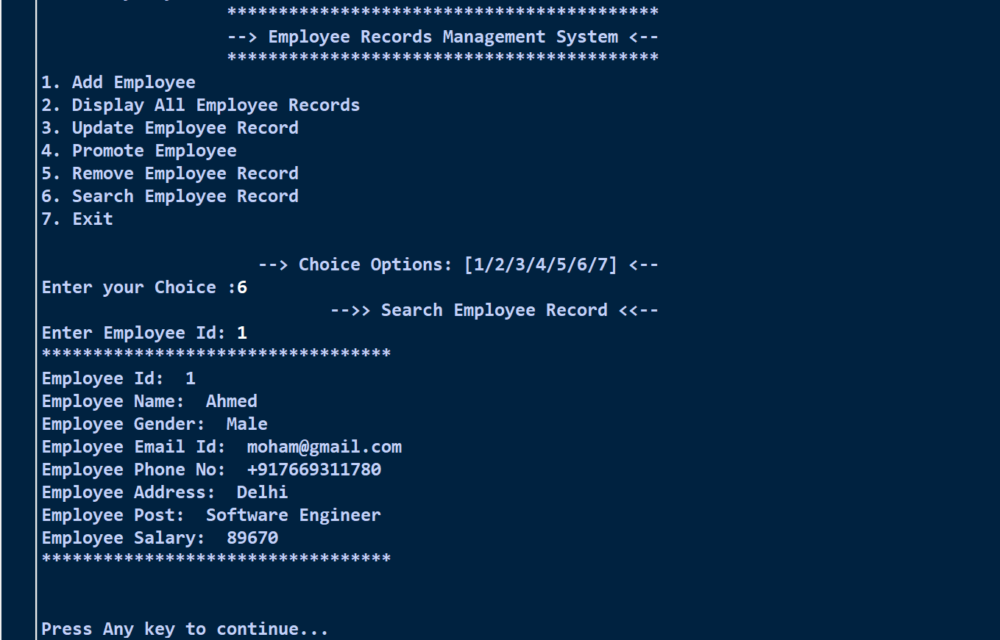 ******************************************
--> Employee Records Management System <--
******************************************
1. Add Employee
2. Display All Employee Records
3. Update Employee Record
4. Promote Employee
5. Remove Employee Record
6. Search Employee Record
7. Exit
--> Choice Options: [1/2/3/4/5/6/7] <--
Enter your Choice :6
-->> Search Employee Record <<--
Enter Employee Id: 1
**********************************
Employee Id:  1
Employee Name:  Ahmed
Employee Gender:  Male
Employee Email Id:  moham@gmail.com
Employee Phone No:  +917669311780
Employee Address:  Delhi
Employee Post:  Software Engineer
Employee Salary:  89670
**********************************
Press Any key to continue...